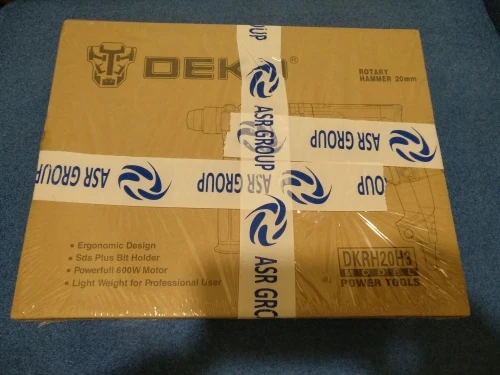 DEKO
ROTARY
HAMMER 20mm
ASR GROUP
ASR GROUP
ASR GROUP
GROUP
GROUP
ASR GRO
• Ergonomic Design
• Sds Plus Bit Holder
• Powerfull 600W Motor
• Light Weight for Professional User
DKRH20H3
MODEL
POWER TOOLS